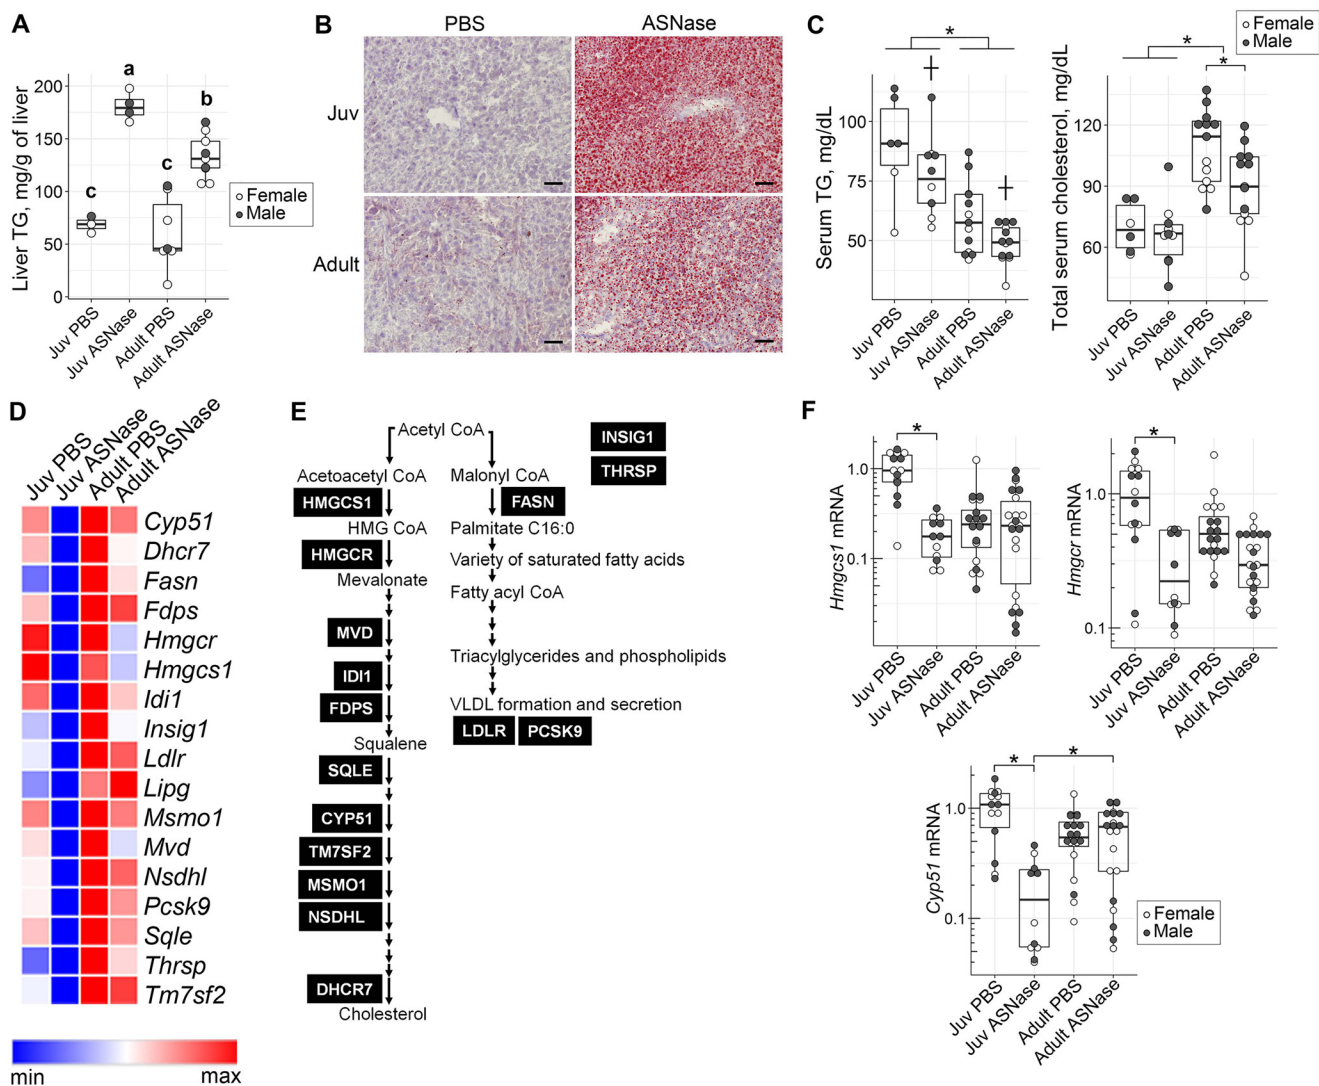 A
Liver TG, mg/g of liver
200
150
100
50
0
a
b
c
c
Female
Male
Juv PBS
Juv ASNase
Adult PBS
Adult ASNase
B
PBS
ASNase
Juv
Adult
C
Female
Male
Serum TG, mg/dL
100
75
50
*
†
†
Juv PBS
Juv ASNase
Adult PBS
Adult ASNase
Total serum cholesterol, mg/dL
120
90
60
*
*
Juv PBS
Juv ASNase
Adult PBS
Adult ASNase
D
Juv PBS
Juv ASNase
Adult PBS
Adult ASNase
Cyp51
Dhcr7
Fasn
Fdps
Hmgcr
Hmgcs1
Idi1
Insig1
Ldlr
Lipg
Msmo1
Mvd
Nsdhl
Pcsk9
Sqle
Thrsp
Tm7sf2
min
max
E
Acetyl CoA
INSIG1
THRSP
Acetoacetyl CoA
Malonyl CoA
HMGCS1
FASN
HMG CoA
Palmitate C16:0
HMGCR
Variety of saturated fatty acids
Mevalonate
Fatty acyl CoA
MVD
Triacylglycerides and phospholipids
IDI1
FDPS
VLDL formation and secretion
LDLR
PCSK9
Squalene
SQLE
CYP51
TM7SF2
MSMO1
NSDHL
DHCR7
Cholesterol
F
Hmgcs1 mRNA
1.0
0.1
*
Juv PBS
Juv ASNase
Adult PBS
Adult ASNase
Hmgcr mRNA
1.0
0.1
*
Juv PBS
Juv ASNase
Adult PBS
Adult ASNase
Cyp51 mRNA
1.0
0.1
*
*
Juv PBS
Juv ASNase
Adult PBS
Adult ASNase
Female
Male